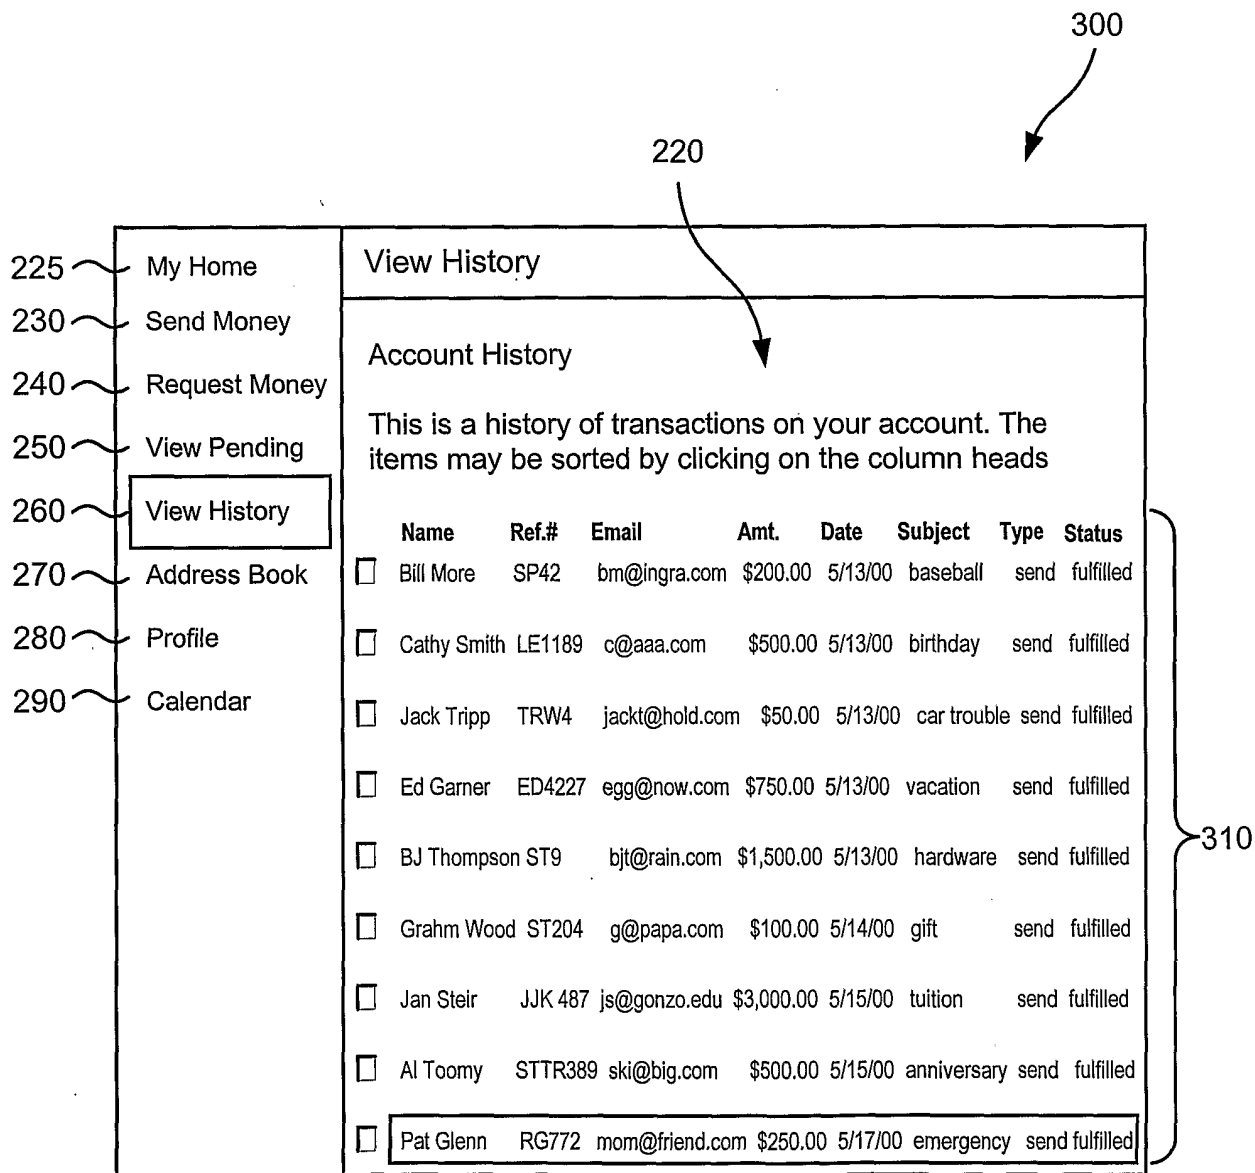 300
220
225 My Home
230 Send Money
240 Request Money
250 View Pending
260 View History
270 Address Book
280 Profile
290 Calendar
View History
Account History
This is a history of transactions on your account. The
items may be sorted by clicking on the column heads
Name Ref.# Email Amt. Date Subject Type Status
Bill More SP42 bm@ingra.com $200.00 5/13/00 baseball send fulfilled
Cathy Smith LE1189 c@aaa.com $500.00 5/13/00 birthday send fulfilled
Jack Tripp TRW4 jackt@hold.com $50.00 5/13/00 car trouble send fulfilled
Ed Garner ED4227 egg@now.com $750.00 5/13/00 vacation send fulfilled
BJ Thompson ST9 bjt@rain.com $1,500.00 5/13/00 hardware send fulfilled
Grahm Wood ST204 g@papa.com $100.00 5/14/00 gift send fulfilled
Jan Steir JJK 487 js@gonzo.edu $3,000.00 5/15/00 tuition send fulfilled
Al Toomy STTR389 ski@big.com $500.00 5/15/00 anniversary send fulfilled
Pat Glenn RG772 mom@friend.com $250.00 5/17/00 emergency send fulfilled
310